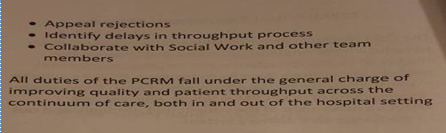 • Appeal rejections
• Identify delays in throughput process
• Collaborate with Social Work and other team
members
All duties of the PCRM fall under the general charge of
improving quality and patient throughput across the
continuum of care, both in and out of the hospital setting